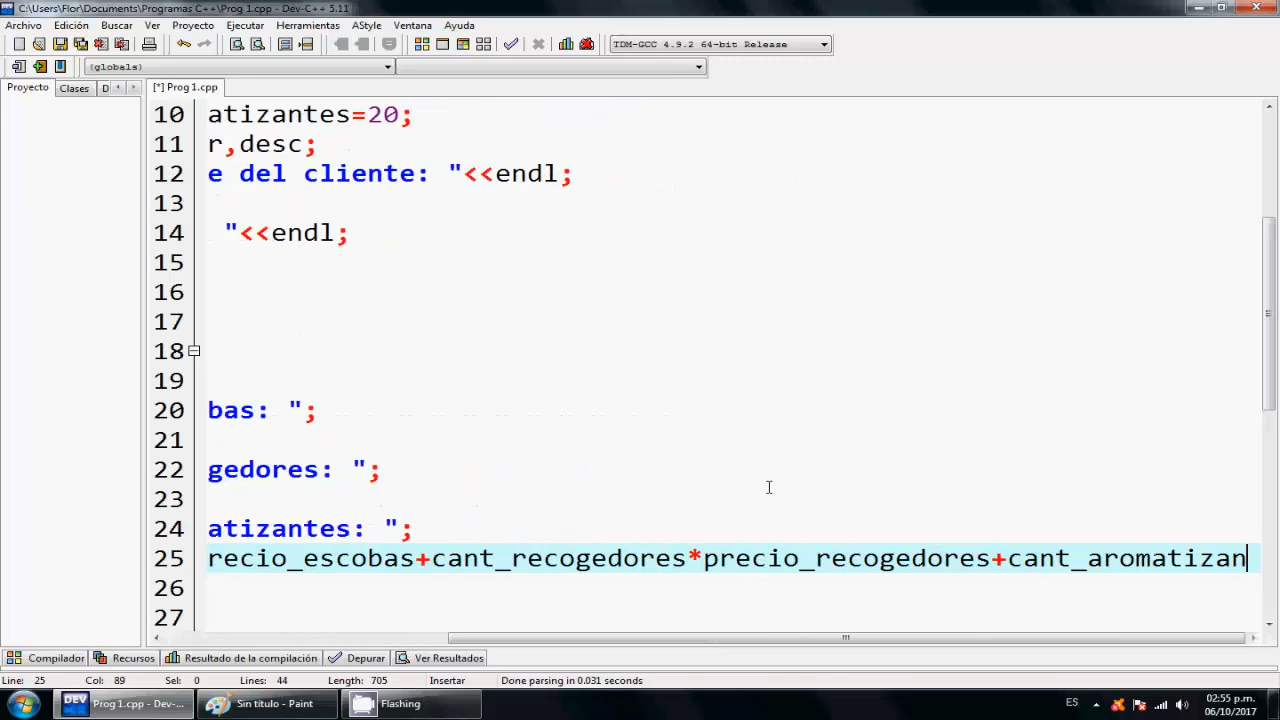 C:\Users\Flor\Documents\Programas C++\Prog 1.cpp - Dev-C++ 5.11
Archivo Edición Buscar Ver Proyecto Ejecutar Herramientas AStyle Ventana Ayuda
TDM-GCC 4.9.2 64-bit Release
(globals)
Proyecto Clases D [*] Prog 1.cpp
10 atizantes=20;
11 r,desc;
12 e del cliente: "<<endl;
13
14 "<<endl;
15
16
17
18
19
20 bas: ";
21
22 gedores: ";
23
24 atizantes: ";
25 recio_escobas+cant_recogedores*precio_recogedores+cant_aromatizan
26
27
Compilador Recursos Resultado de la compilación Depurar Ver Resultados
Line: 25 Col: 89 Sel: 0 Lines: 44 Length: 705 Insertar Done parsing in 0.031 seconds
DEV Prog 1.cpp - Dev-... Sin título - Paint Flashing ES 02:55 p.m.
06/10/2017